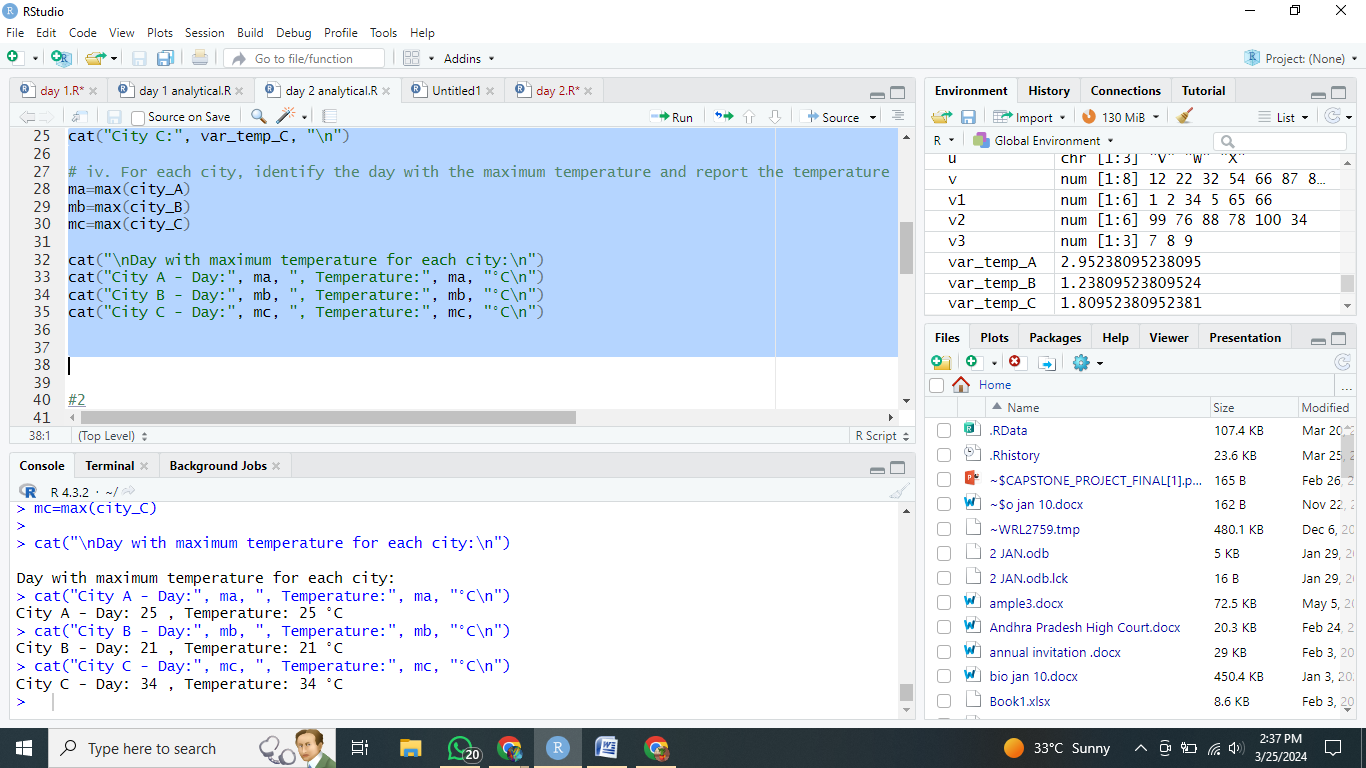 RStudio
File Edit Code View Plots Session Build Debug Profile Tools Help
Go to file/function Addins Project: (None)
day 1.R* day 1 analytical.R day 2 analytical.R Untitled1 day 2.R*
Source on Save Run Source
25 cat("City C:", var_temp_C, "\n")
26
27 # iv. For each city, identify the day with the maximum temperature and report the temperature
28 ma=max(city_A)
29 mb=max(city_B)
30 mc=max(city_C)
31
32 cat("\nDay with maximum temperature for each city:\n")
33 cat("City A - Day:", ma, ", Temperature:", ma, "°C\n")
34 cat("City B - Day:", mb, ", Temperature:", mb, "°C\n")
35 cat("City C - Day:", mc, ", Temperature:", mc, "°C\n")
36
37
38
39
40 #2
41
38:1 (Top Level) R Script
Console Terminal Background Jobs
R 4.3.2 · ~/
> mc=max(city_C)
>
> cat("\nDay with maximum temperature for each city:\n")
Day with maximum temperature for each city:
> cat("City A - Day:", ma, ", Temperature:", ma, "°C\n")
City A - Day: 25 , Temperature: 25 °C
> cat("City B - Day:", mb, ", Temperature:", mb, "°C\n")
City B - Day: 21 , Temperature: 21 °C
> cat("City C - Day:", mc, ", Temperature:", mc, "°C\n")
City C - Day: 34 , Temperature: 34 °C
>
Environment History Connections Tutorial
Import 130 MiB List
R Global Environment
u chr [1:3] "V" "W" "X"
v num [1:8] 12 22 32 54 66 87 8...
v1 num [1:6] 1 2 34 5 65 66
v2 num [1:6] 99 76 88 78 100 34
v3 num [1:3] 7 8 9
var_temp_A 2.95238095238095
var_temp_B 1.23809523809524
var_temp_C 1.80952380952381
Files Plots Packages Help Viewer Presentation
Home ...
Name Size Modified
.RData 107.4 KB Mar 20, 2
.Rhistory 23.6 KB Mar 25, 2
~$CAPSTONE_PROJECT_FINAL[1].p... 165 B Feb 26, 2
~$o jan 10.docx 162 B Nov 22, 2
~WRL2759.tmp 480.1 KB Dec 6, 20
2 JAN.odb 5 KB Jan 29, 2
2 JAN.odb.lck 16 B Jan 29, 2
ample3.docx 72.5 KB May 5, 20
Andhra Pradesh High Court.docx 20.3 KB Feb 24, 2
annual invitation .docx 29 KB Feb 3, 20
bio jan 10.docx 450.4 KB Jan 3, 20
Book1.xlsx 8.6 KB Feb 3, 20
Type here to search 20 33°C Sunny 2:37 PM
3/25/2024